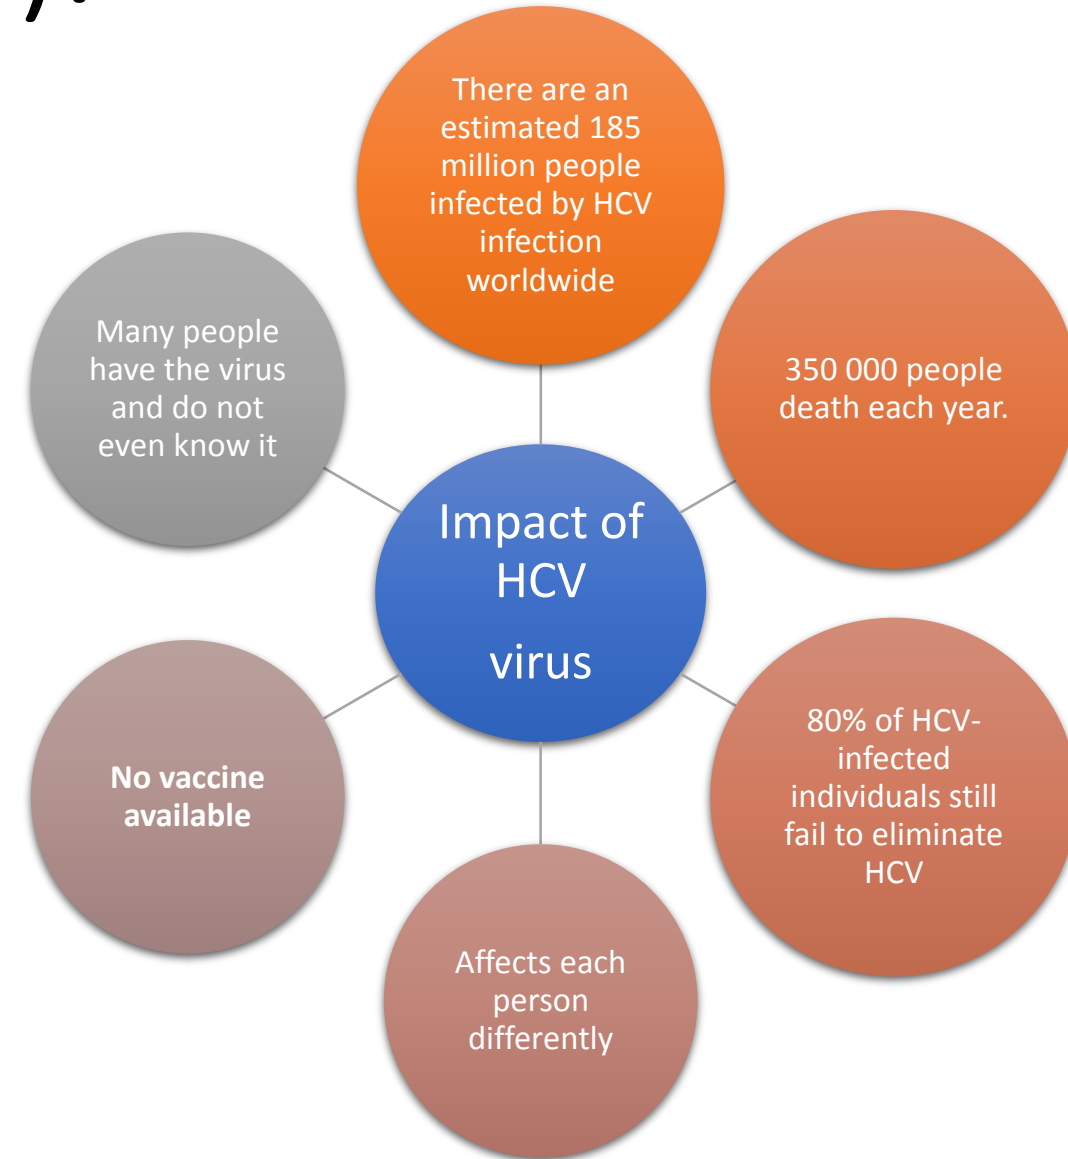 There are an
estimated 185
million people
infected by HCV
infection
worldwide
350 000 people
death each year.
80% of HCV-
infected
individuals still
fail to eliminate
HCV
Affects each
person
differently
No vaccine
available
Many people
have the virus
and do not
even know it
Impact of
HCV
virus